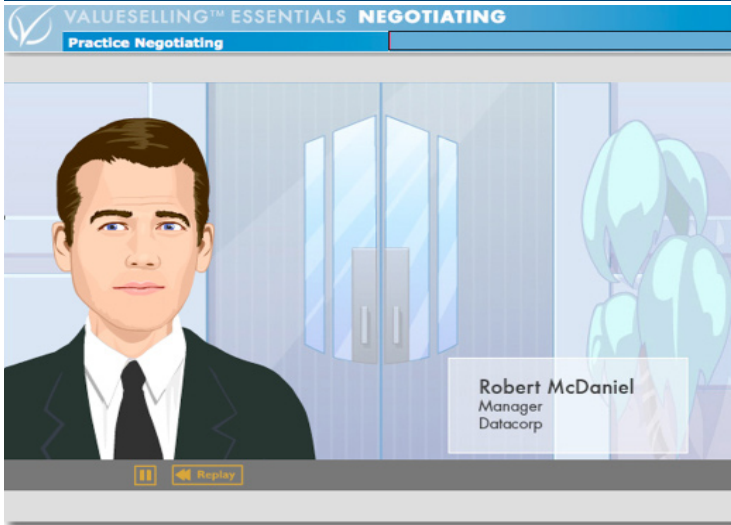 VALUESELLING™ ESSENTIALS NEGOTIATING
Practice Negotiating
Robert McDaniel
Manager
Datacorp
Replay